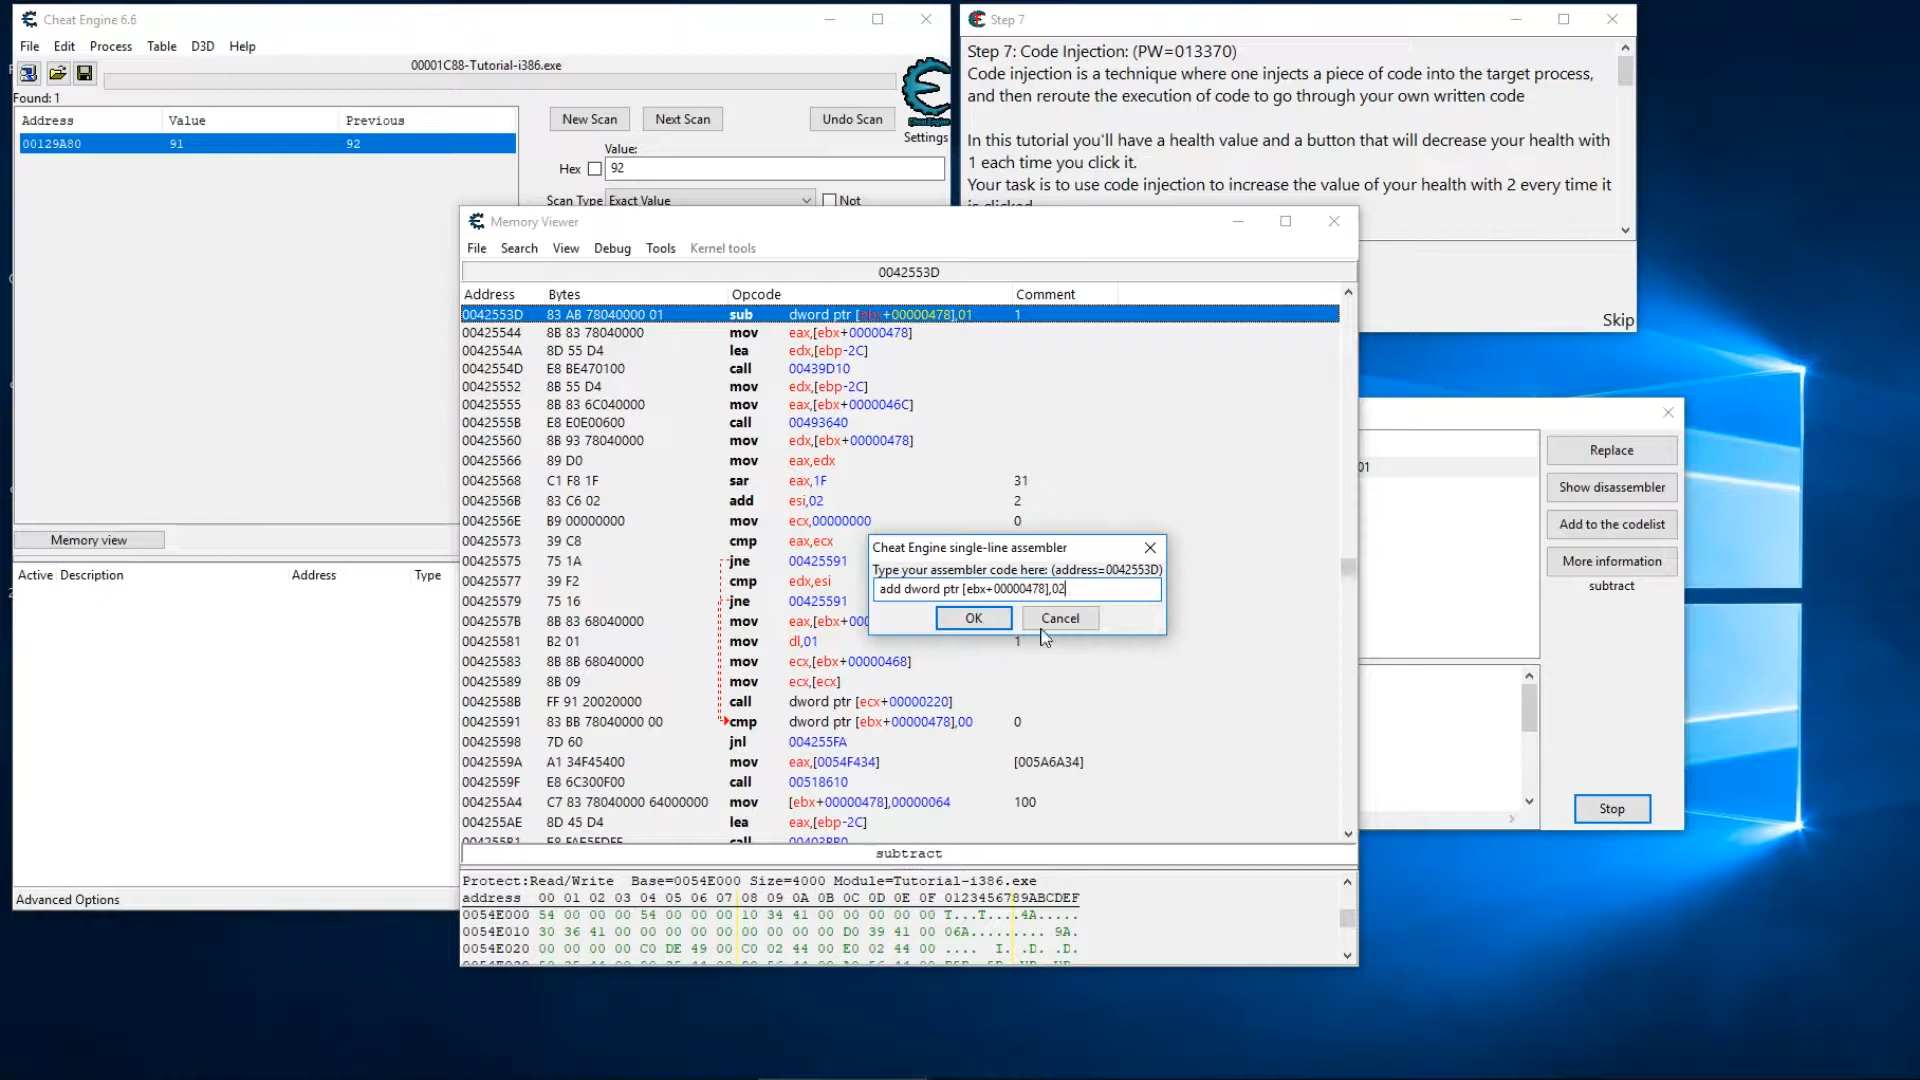 Cheat Engine 6.6
File Edit Process Table D3D Help
00001C88-Tutorial-i386.exe
Found: 1
Address Value Previous
00129A80 91 92
New Scan Next Scan Undo Scan
Settings
Value:
Hex 92
Scan Type Exact Value Not
Memory view
Active Description Address Type
Advanced Options
Step 7
Step 7: Code Injection: (PW=013370)
Code injection is a technique where one injects a piece of code into the target process,
and then reroute the execution of code to go through your own written code
In this tutorial you'll have a health value and a button that will decrease your health with
1 each time you click it.
Your task is to use code injection to increase the value of your health with 2 every time it
is clicked
Skip
Memory Viewer
File Search View Debug Tools Kernel tools
0042553D
Address Bytes Opcode Comment
0042553D 83 AB 78040000 01 sub dword ptr [ebx+00000478],01 1
00425544 8B 83 78040000 mov eax,[ebx+00000478]
0042554A 8D 55 D4 lea edx,[ebp-2C]
0042554D E8 BE470100 call 00439D10
00425552 8B 55 D4 mov edx,[ebp-2C]
00425555 8B 83 6C040000 mov eax,[ebx+0000046C]
0042555B E8 E0E00600 call 00493640
00425560 8B 93 78040000 mov edx,[ebx+00000478]
00425566 89 D0 mov eax,edx
00425568 C1 F8 1F sar eax,1F 31
0042556B 83 C6 02 add esi,02 2
0042556E B9 00000000 mov ecx,00000000 0
00425573 39 C8 cmp eax,ecx
00425575 75 1A jne 00425591
00425577 39 F2 cmp edx,esi
00425579 75 16 jne 00425591
0042557B 8B 83 68040000 mov eax,[ebx+00
00425581 B2 01 mov dl,01 1
00425583 8B 8B 68040000 mov ecx,[ebx+00000468]
00425589 8B 09 mov ecx,[ecx]
0042558B FF 91 20020000 call dword ptr [ecx+00000220]
00425591 83 BB 78040000 00 cmp dword ptr [ebx+00000478],00 0
00425598 7D 60 jnl 004255FA
0042559A A1 34F45400 mov eax,[0054F434] [005A6A34]
0042559F E8 6C300F00 call 00518610
004255A4 C7 83 78040000 64000000 mov [ebx+00000478],00000064 100
004255AE 8D 45 D4 lea eax,[ebp-2C]
subtract
Protect:Read/Write Base=0054E000 Size=4000 Module=Tutorial-i386.exe
address 00 01 02 03 04 05 06 07 08 09 0A 0B 0C 0D 0E 0F 0123456789ABCDEF
0054E000 54 00 00 00 54 00 00 00 10 34 41 00 00 00 00 00 T...T....4A.....
0054E010 30 36 41 00 00 00 00 00 00 00 00 00 D0 39 41 00 06A......... 9A.
0054E020 00 00 00 00 C0 DE 49 00 C0 02 44 00 E0 02 44 00 .... I. .D. .D.
Cheat Engine single-line assembler
Type your assembler code here: (address=0042553D)
add dword ptr [ebx+00000478],02
OK Cancel
01
Replace
Show disassembler
Add to the codelist
More information
subtract
Stop